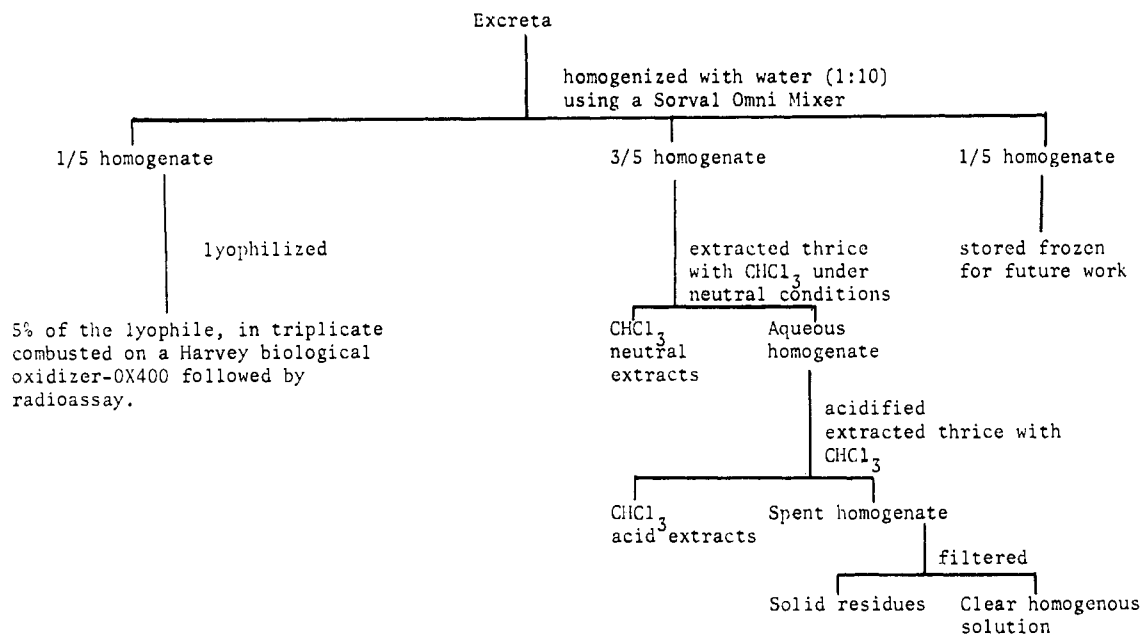 Excreta
homogenized with water (1:10)
using a Sorval Omni Mixer
1/5 homogenate
3/5 homogenate
1/5 homogenate
lyophilized
extracted thrice
with CHCl3 under
neutral conditions
stored frozen
for future work
5% of the lyophile, in triplicate
combusted on a Harvey biological
oxidizer-OX400 followed by
radioassay.
CHCl3
neutral
extracts
Aqueous
homogenate
acidified
extracted thrice with
CHCl3
CHCl3
acid extracts
Spent homogenate
filtered
Solid residues
Clear homogenous
solution